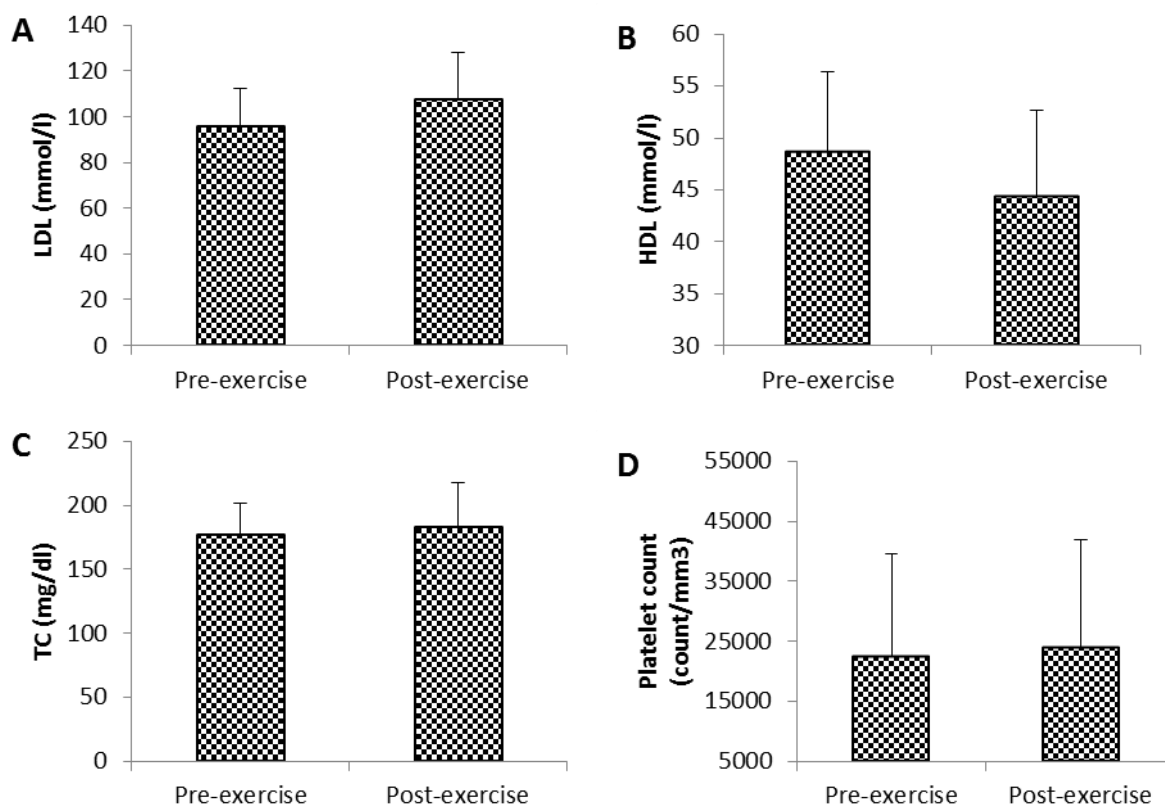 A
LDL (mmol/l)
140
120
100
80
60
40
20
0
Pre-exercise
Post-exercise
B
HDL (mmol/l)
60
55
50
45
40
35
30
Pre-exercise
Post-exercise
C
TC (mg/dl)
250
200
150
100
50
0
Pre-exercise
Post-exercise
D
Platelet count
(count/mm3)
55000
45000
35000
25000
15000
5000
Pre-exercise
Post-exercise